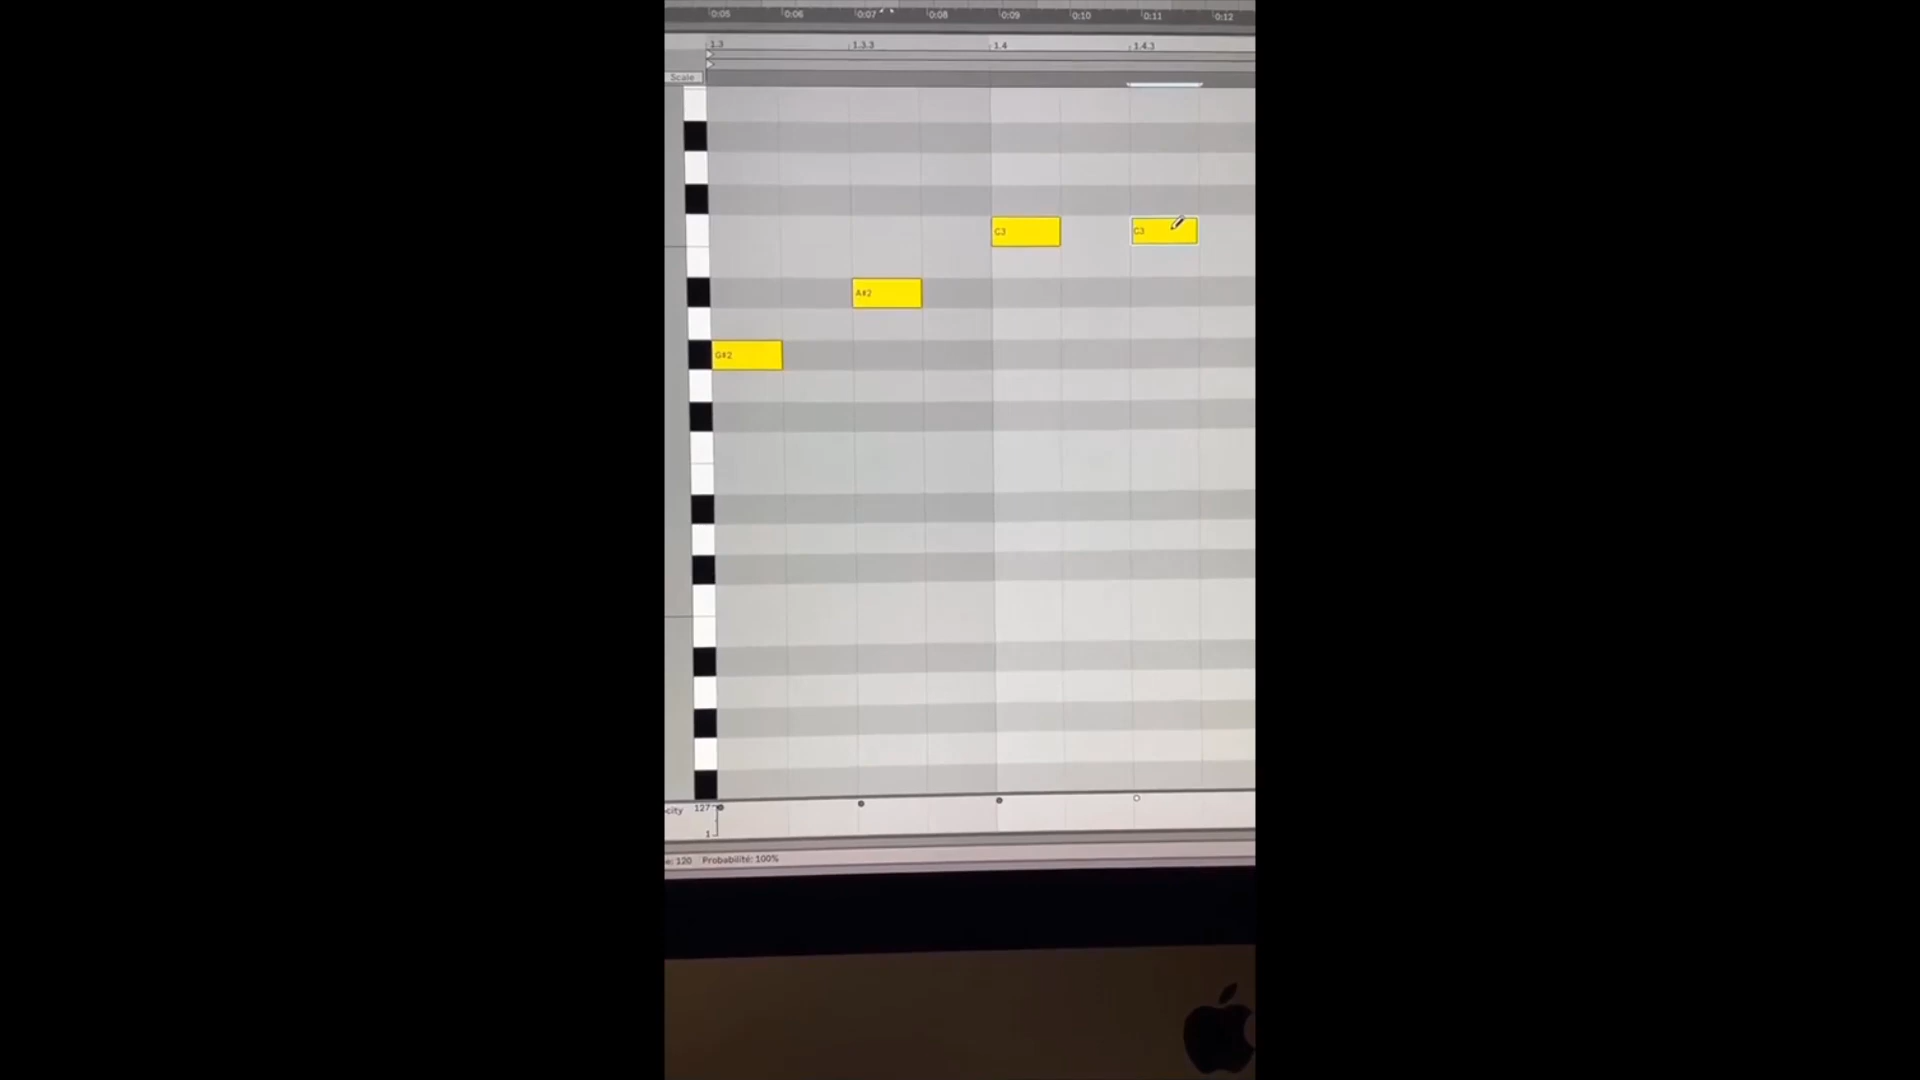 0:05 0:06 0:07 0:08 0:09 0:10 0:11 0:12
1.3 1.3.3 1.4 1.4.3
Scale
C3 C3
A#2
G#2
city 127
1
e: 120 Probabilité: 100%